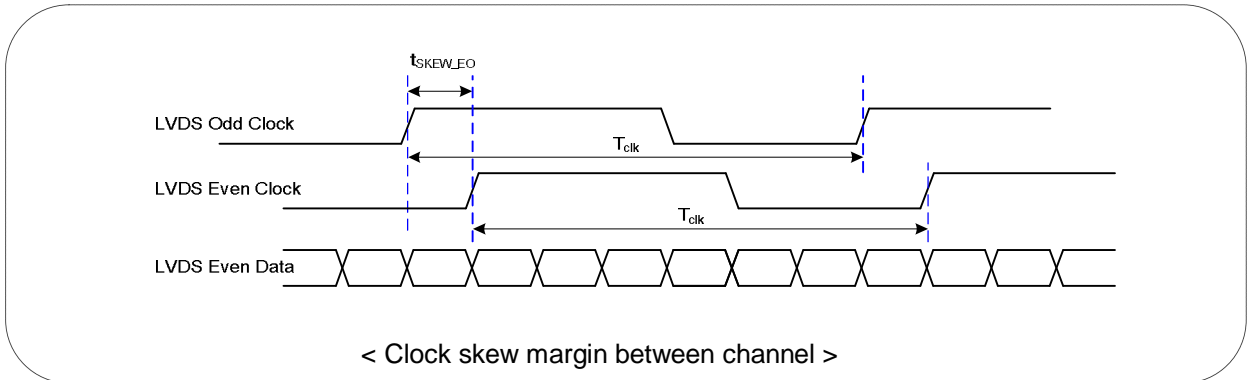 tSKEW_EO
LVDS Odd Clock
Tclk
LVDS Even Clock
Tclk
LVDS Even Data
< Clock skew margin between channel >